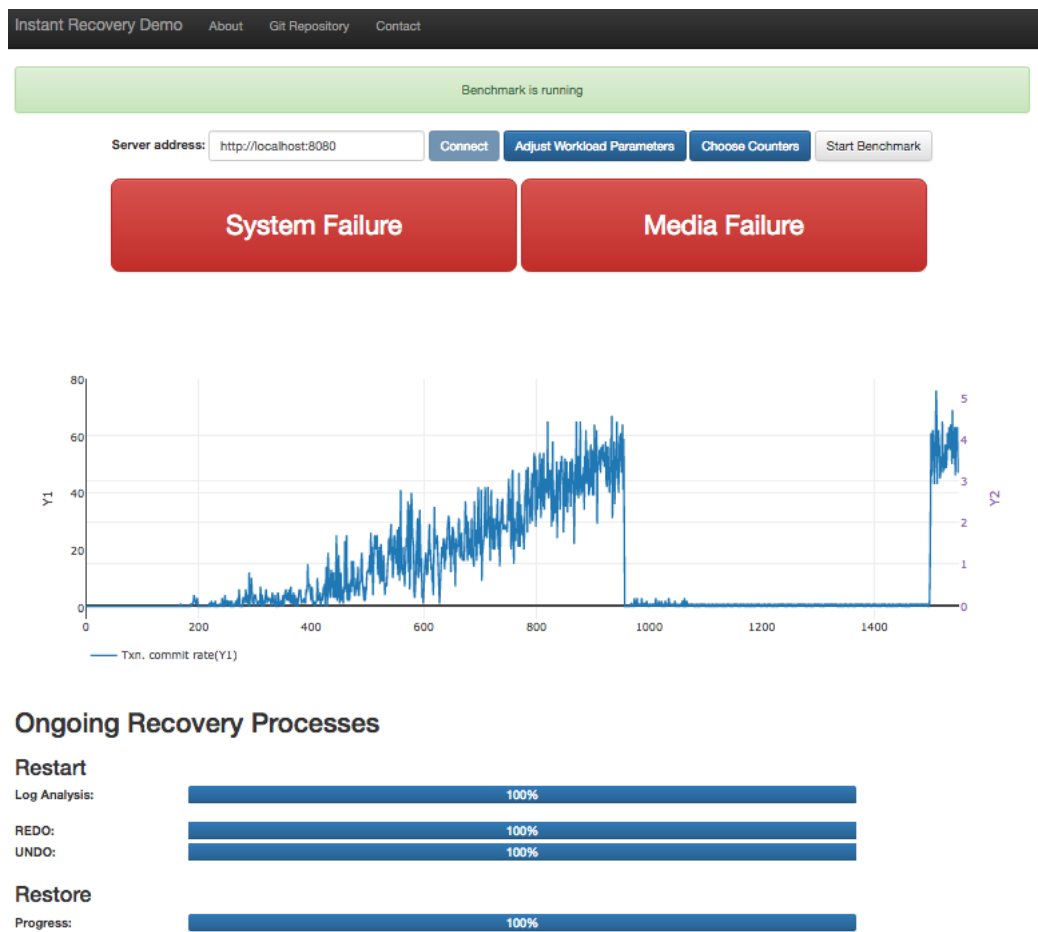 Instant Recovery Demo About Git Repository Contact
Benchmark is running
Server address: http://localhost:8080 Connect Adjust Workload Parameters Choose Counters Start Benchmark
System Failure Media Failure
80
60
40
20
0
Y1
5
4
3
2
1
0
Y2
0 200 400 600 800 1000 1200 1400
Txn. commit rate(Y1)
Ongoing Recovery Processes
Restart
Log Analysis: 100%
REDO: 100%
UNDO: 100%
Restore
Progress: 100%